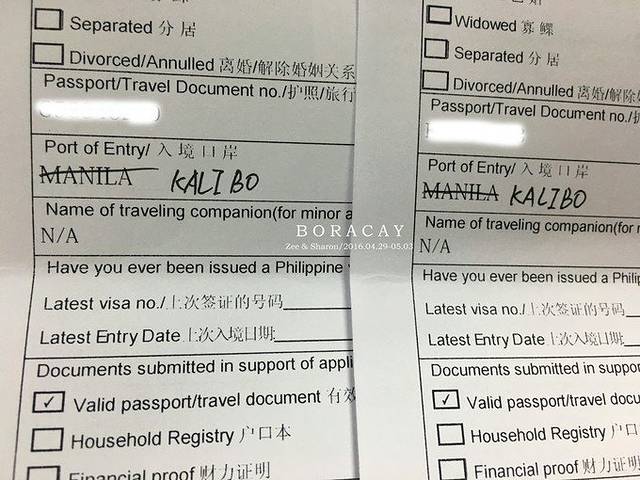 Separated 分居
Divorced/Annulled 离婚/解除婚姻关系
Passport/Travel Document no./护照/旅行
Port of Entry/ 入境口岸
MANILA KALIBO
Name of traveling companion(for minor a
N/A
Have you ever been issued a Philippine
Latest visa no./上次签证的号码
Latest Entry Date 上次入境日期:
Documents submitted in support of appli
✓ Valid passport/travel document 有效
Household Registry 户口本
Financial proof 财力证明
BORACAY
Zee & Sharon/2016.04.29-05.03
Widowed 寡鳏
Separated 分居
Divorced/Annulled 离婚/解除婚
Passport/Travel Document no./
Port of Entry/ 入境口岸
MANILA KALIBO
Name of traveling companion(for m
N/A
Have you ever been issued a Phili
Latest visa no./上次签证的号码
Latest Entry Date 上次入境日期:
Documents submitted in support
✓ Valid passport/travel docu
Household Registry 户口
Financial proof 财力证明